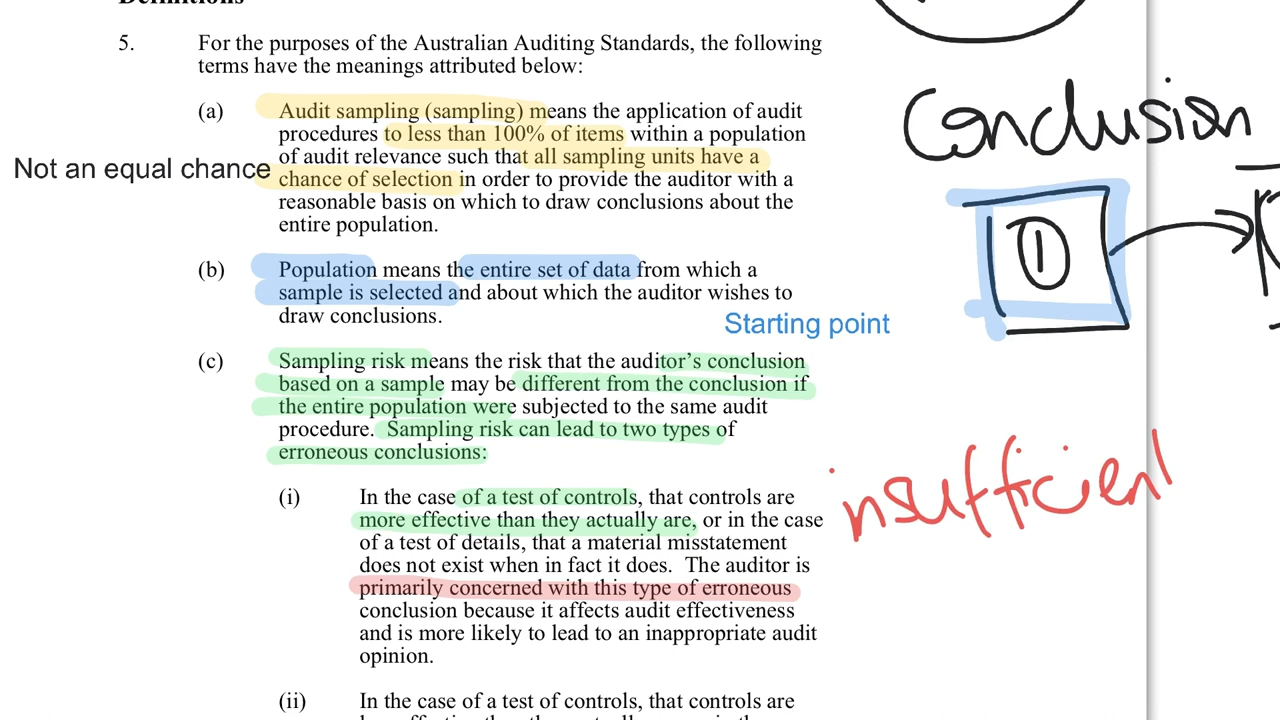 Definitions
5. For the purposes of the Australian Auditing Standards, the following
terms have the meanings attributed below:
(a) Audit sampling (sampling) means the application of audit
procedures to less than 100% of items within a population
of audit relevance such that all sampling units have a
Not an equal chance
chance of selection in order to provide the auditor with a
reasonable basis on which to draw conclusions about the
entire population.
(b) Population means the entire set of data from which a
sample is selected and about which the auditor wishes to
draw conclusions.
Starting point
(c) Sampling risk means the risk that the auditor's conclusion
based on a sample may be different from the conclusion if
the entire population were subjected to the same audit
procedure. Sampling risk can lead to two types of
erroneous conclusions:
(i) In the case of a test of controls, that controls are
more effective than they actually are, or in the case
of a test of details, that a material misstatement
does not exist when in fact it does. The auditor is
primarily concerned with this type of erroneous
conclusion because it affects audit effectiveness
and is more likely to lead to an inappropriate audit
opinion.
(ii) In the case of a test of controls, that controls are
Conclusion
1
insufficient